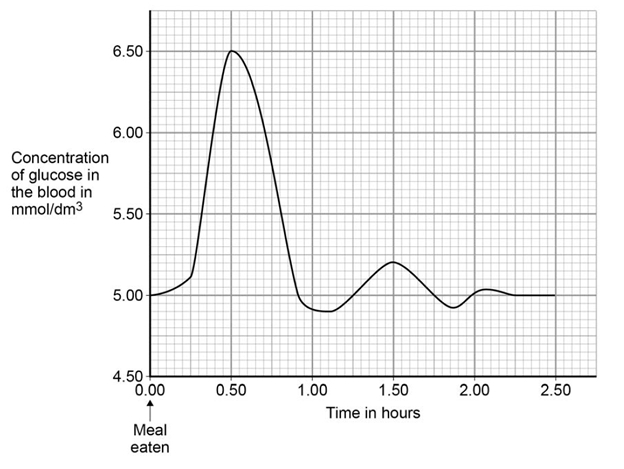 6.50
6.00
Concentration
of glucose in
the blood in
mmol/dm3
5.50
5.00
4.50
0.00 0.50 1.00 1.50 2.00 2.50
Time in hours
Meal
eaten